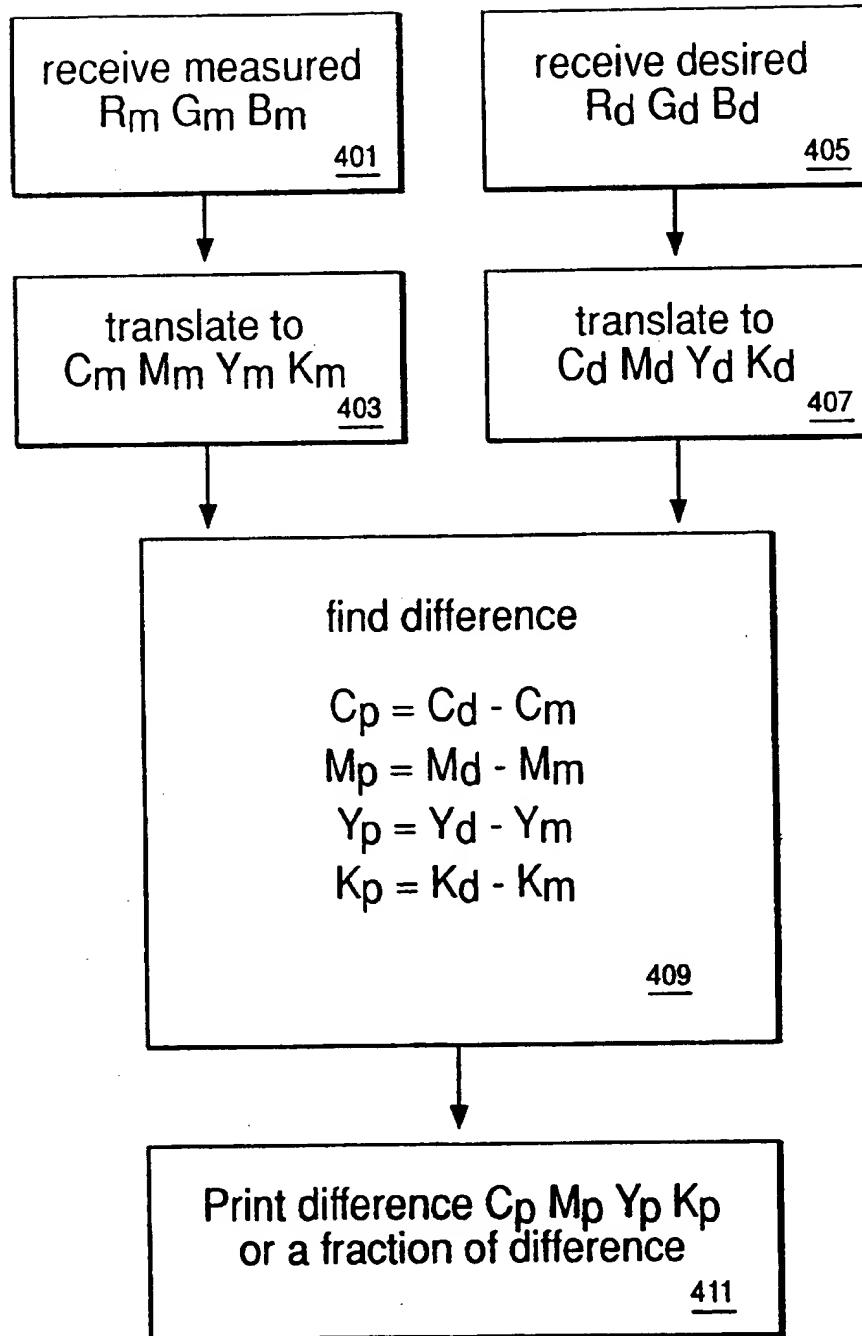 receive measured
Rm Gm Bm
401
receive desired
Rd Gd Bd
405
translate to
Cm Mm Ym Km
403
translate to
Cd Md Yd Kd
407
find difference
Cp = Cd - Cm
Mp = Md - Mm
Yp = Yd - Ym
Kp = Kd - Km
409
Print difference Cp Mp Yp Kp
or a fraction of difference
411